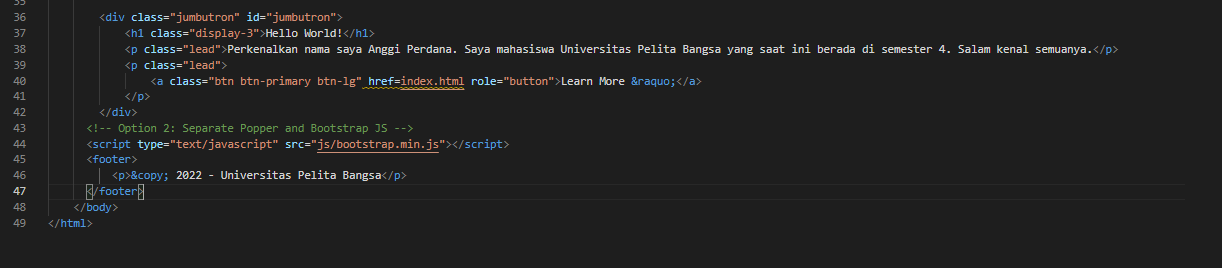 35
36 <div class="jumbutron" id="jumbutron">
37 <h1 class="display-3">Hello World!</h1>
38 <p class="lead">Perkenalkan nama saya Anggi Perdana. Saya mahasiswa Universitas Pelita Bangsa yang saat ini berada di semester 4. Salam kenal semuanya.</p>
39 <p class="lead">
40 <a class="btn btn-primary btn-lg" href=index.html role="button">Learn More &raquo;</a>
41 </p>
42 </div>
43 <!-- Option 2: Separate Popper and Bootstrap JS -->
44 <script type="text/javascript" src="js/bootstrap.min.js"></script>
45 <footer>
46 <p>&copy; 2022 - Universitas Pelita Bangsa</p>
47 </footer>
48 </body>
49 </html>